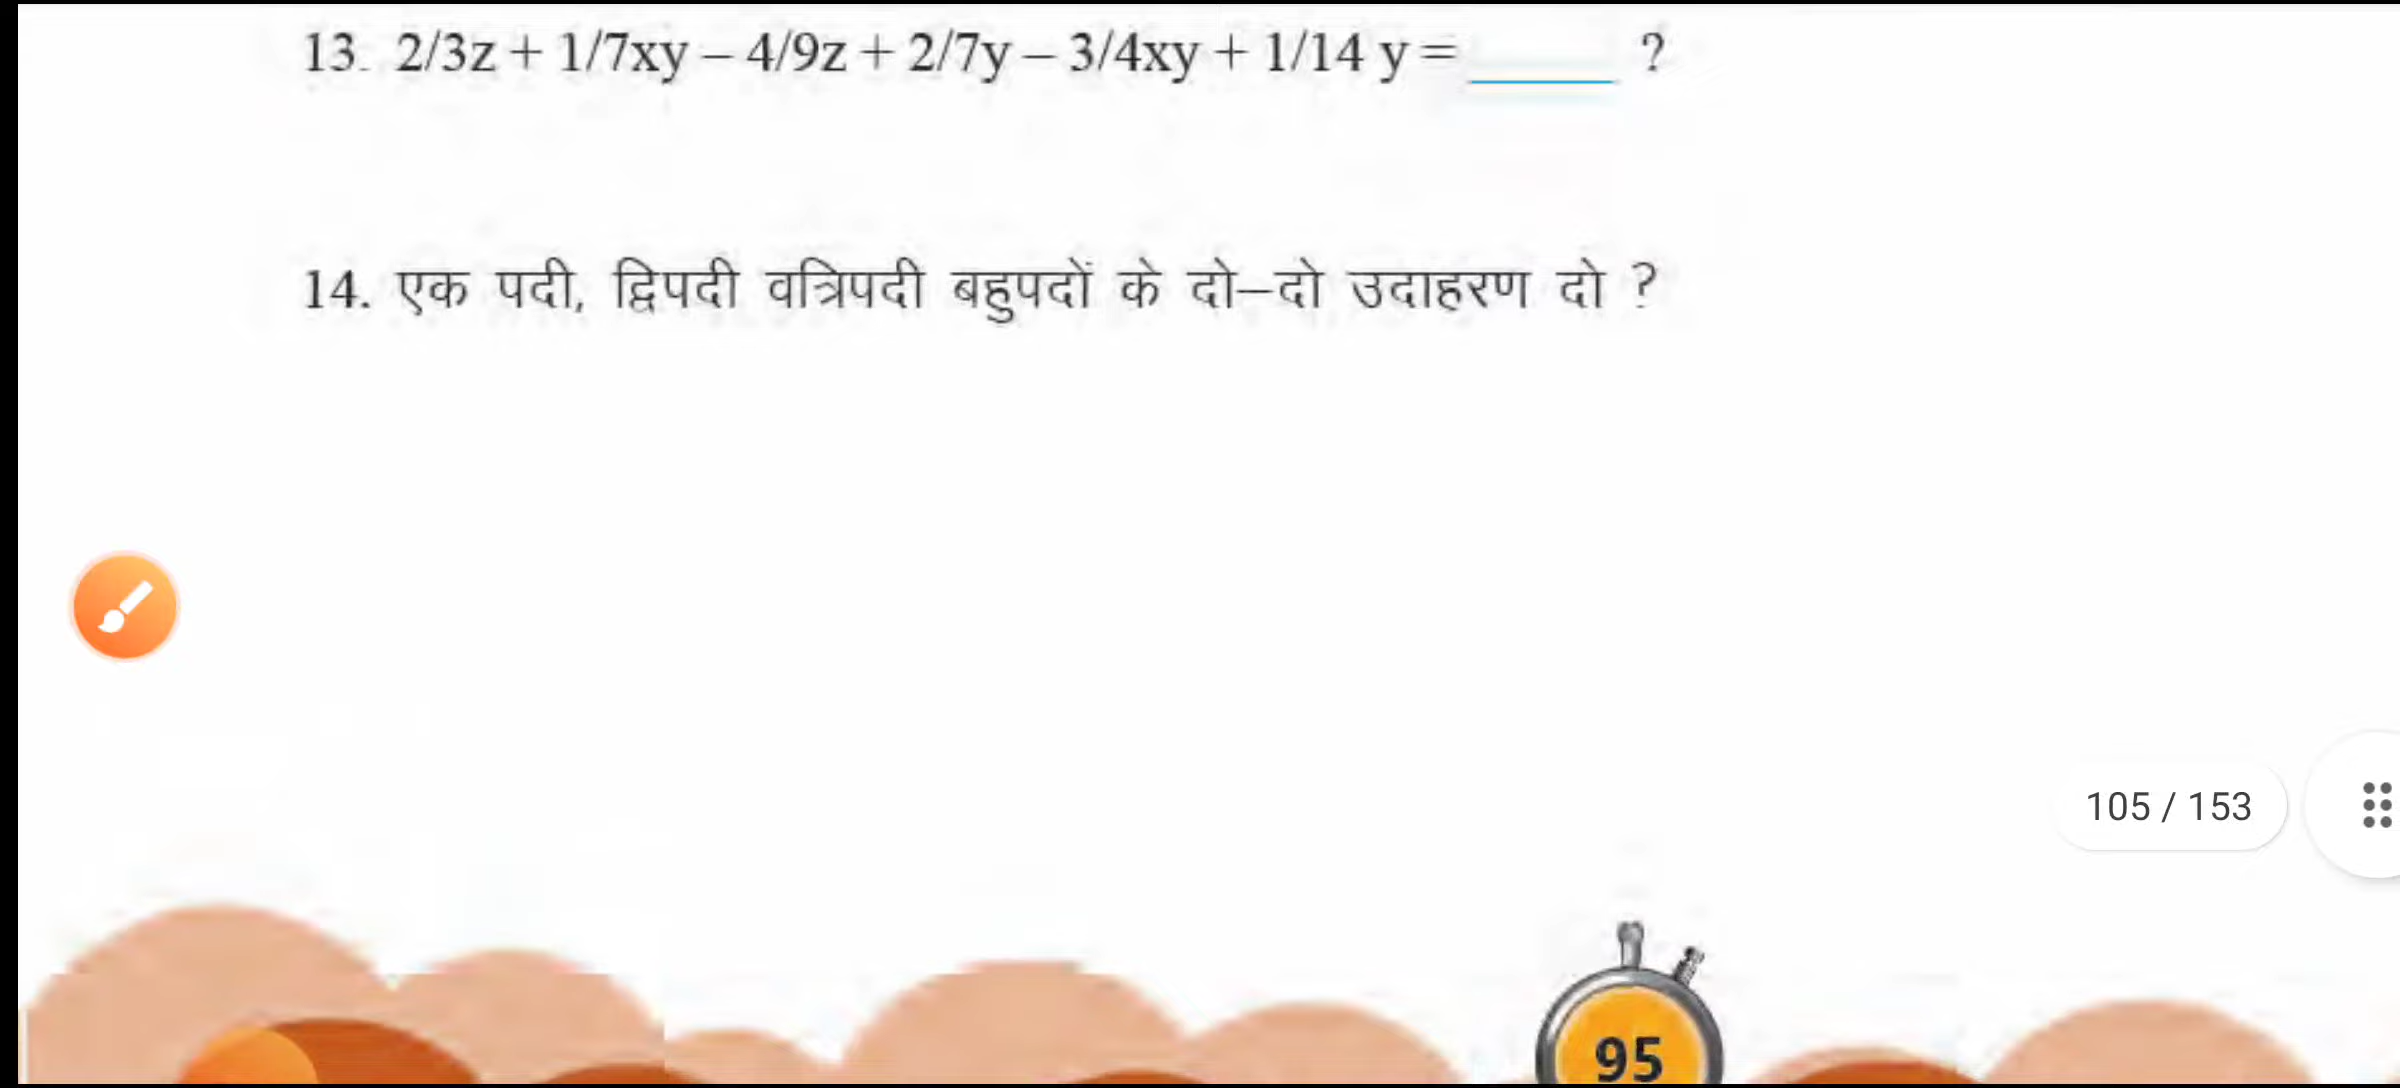 13. 2/3z + 1/7xy – 4/9z + 2/7y – 3/4xy + 1/14 y = ______ ?
14. एक पदी, द्विपदी वत्रिपदी बहुपदों के दो–दो उदाहरण दो ?
105 / 153
95